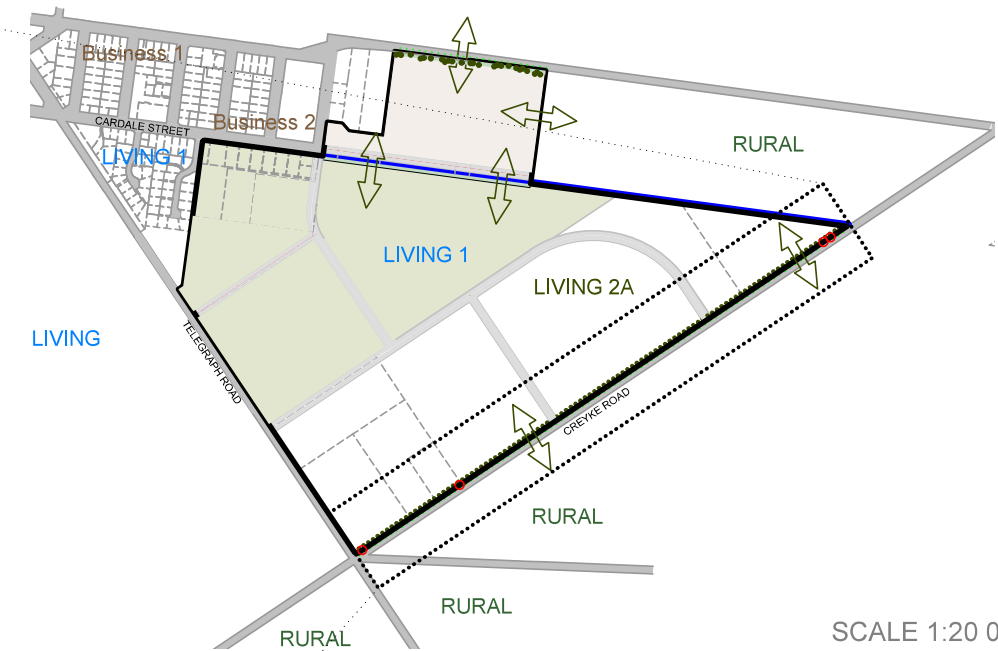 Business 1
Business 2
CARDALE STREET
RURAL
LIVING 1
LIVING 1
LIVING 2A
LIVING
TELEGRAPH ROAD
CREYKE ROAD
RURAL
RURAL
RURAL
SCALE 1:20 0